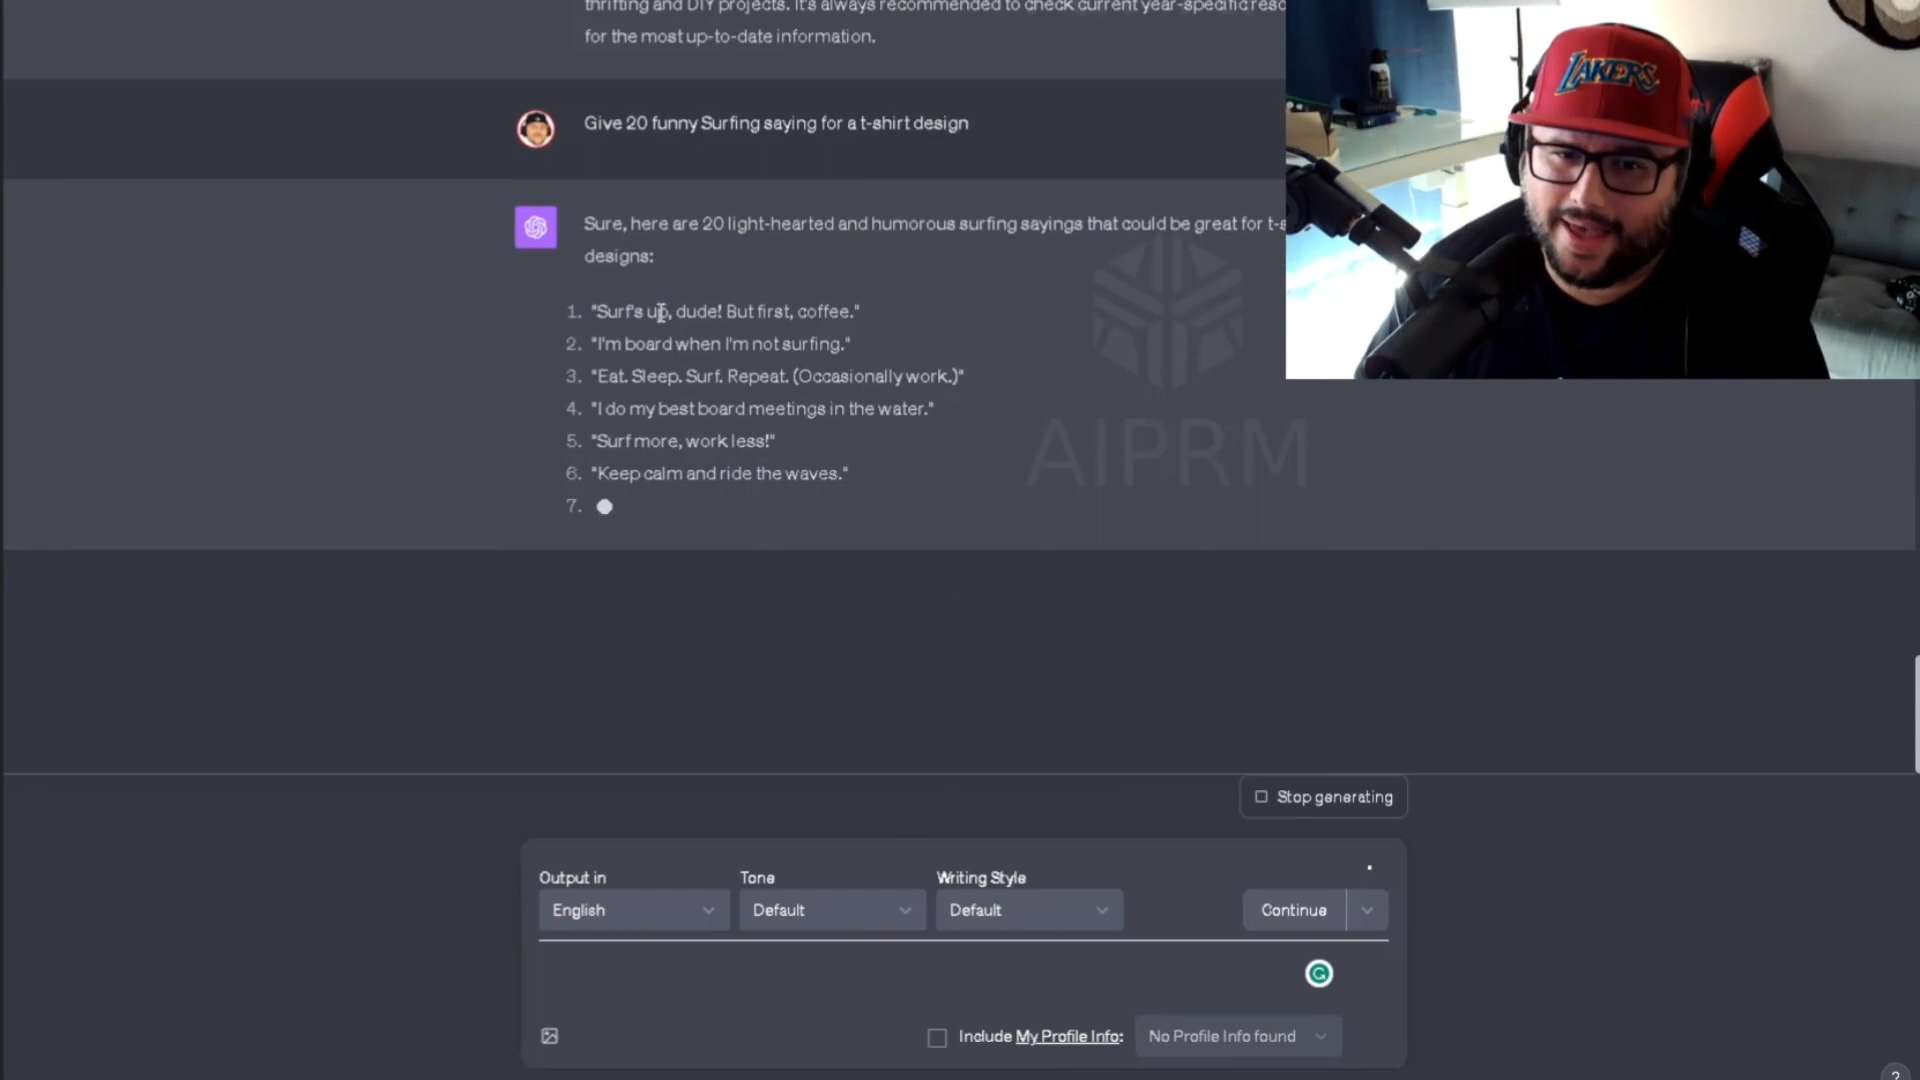 thrifting and DIY projects. It's always recommended to check current year-specific
for the most up-to-date information.
LAKERS
Give 20 funny Surfing saying for a t-shirt design
Sure, here are 20 light-hearted and humorous surfing sayings that could be great for
designs:
1. "Surf's up, dude! But first, coffee."
2. "I'm board when I'm not surfing."
3. "Eat. Sleep. Surf. Repeat. (Occasionally work.)"
4. "I do my best board meetings in the water."
5. "Surf more, work less!"
6. "Keep calm and ride the waves."
7.
AIPRM
Stop generating
Output in
Tone
Writing Style
English
Default
Default
Continue
Include My Profile Info:
No Profile Info found
?